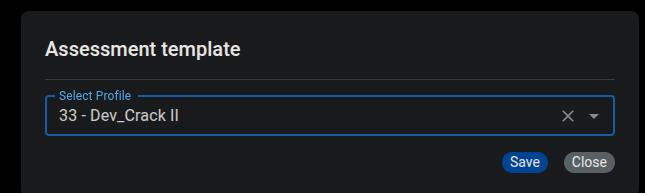 Assessment template
Select Profile
33 - Dev_Crack II
Save
Close